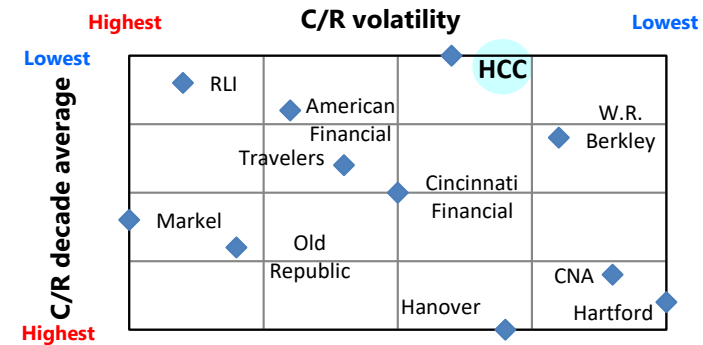 C/R volatility
Highest
Lowest
Lowest
C/R decade average
Highest
HCC
RLI
American
Financial
W.R.
Berkley
Travelers
Cincinnati
Financial
Markel
Old
Republic
CNA
Hanover
Hartford